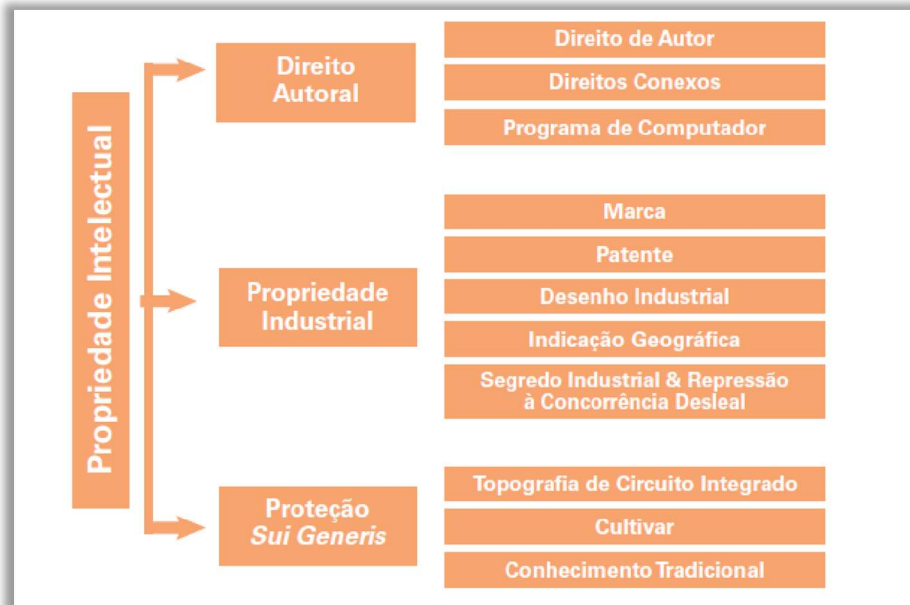 Propriedade Intelectual
Direito
Autoral
Direito de Autor
Direitos Conexos
Programa de Computador
Propriedade
Industrial
Marca
Patente
Desenho Industrial
Indicação Geográfica
Segredo Industrial & Repressão
à Concorrência Desleal
Proteção
Sui Generis
Topografia de Circuito Integrado
Cultivar
Conhecimento Tradicional